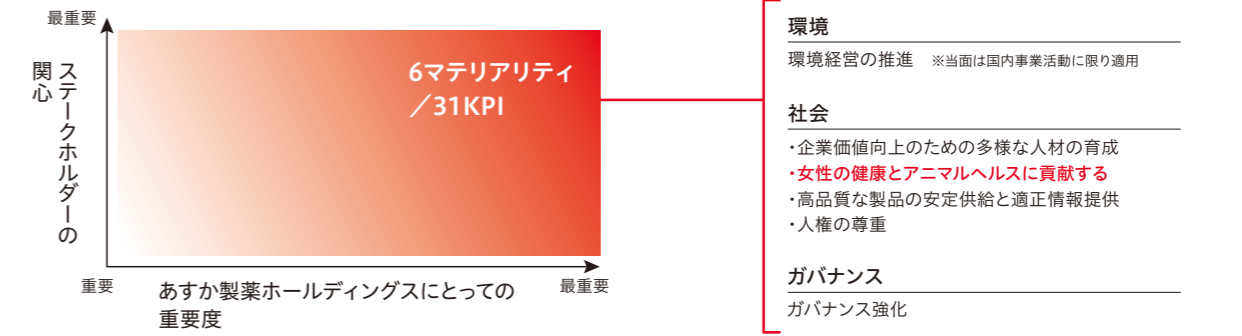 最重要
ステークホルダーの
関心
6マテリアリティ
／31KPI
重要
あすか製薬ホールディングスにとっての
重要度
最重要
環境
環境経営の推進　※当面は国内事業活動に限り適用
社会
・企業価値向上のための多様な人材の育成
・女性の健康とアニマルヘルスに貢献する
・高品質な製品の安定供給と適正情報提供
・人権の尊重
ガバナンス
ガバナンス強化